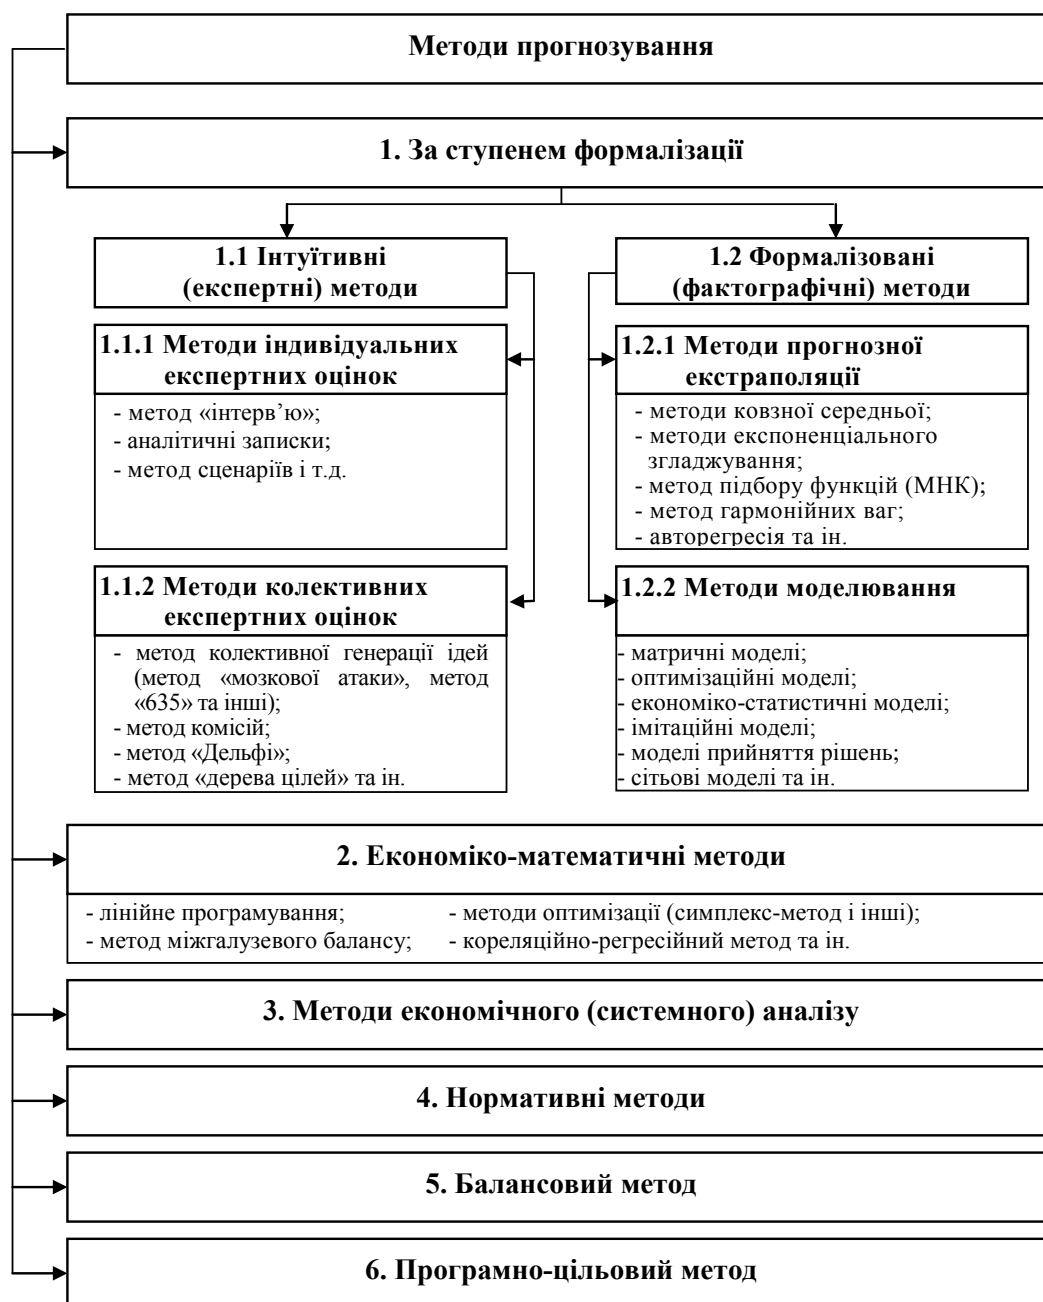 Методи прогнозування
1. За ступенем формалізації
1.1 Інтуїтивні
(експертні) методи
1.2 Формалізовані
(фактографічні) методи
1.1.1 Методи індивідуальних
експертних оцінок
- метод «інтерв’ю»;
- аналітичні записки;
- метод сценаріїв і т.д.
1.2.1 Методи прогнозної
екстраполяції
- методи ковзної середньої;
- методи експоненціального
згладжування;
- метод підбору функцій (МНК);
- метод гармонійних ваг;
- авторегресія та ін.
1.1.2 Методи колективних
експертних оцінок
- метод колективної генерації ідей
(метод «мозкової атаки», метод
«635» та інші);
- метод комісій;
- метод «Дельфі»;
- метод «дерева цілей» та ін.
1.2.2 Методи моделювання
- матричні моделі;
- оптимізаційні моделі;
- економіко-статистичні моделі;
- імітаційні моделі;
- моделі прийняття рішень;
- сітьові моделі та ін.
2. Економіко-математичні методи
- лінійне програмування;
- метод міжгалузевого балансу;
- методи оптимізації (симплекс-метод і інші);
- кореляційно-регресійний метод та ін.
3. Методи економічного (системного) аналізу
4. Нормативні методи
5. Балансовий метод
6. Програмно-цільовий метод